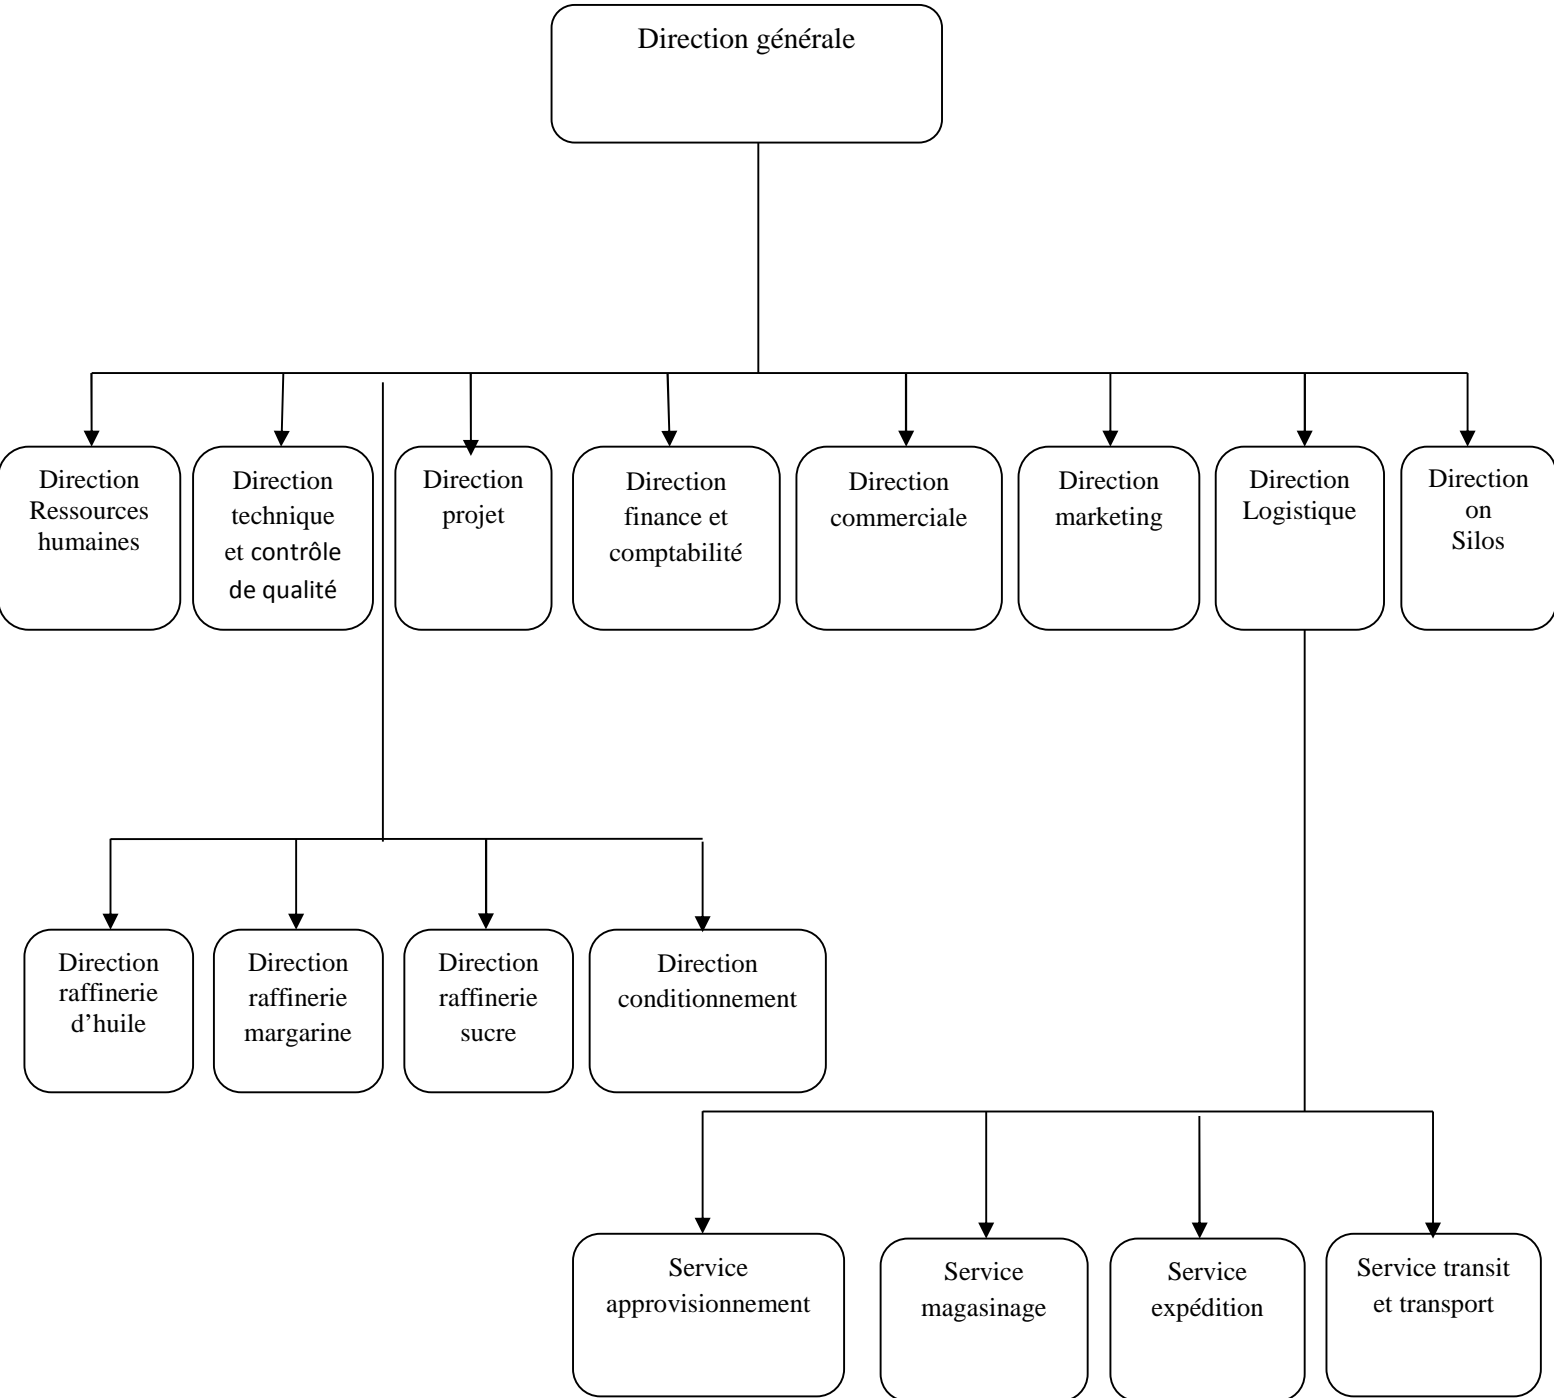 Direction générale
Direction
Ressources
humaines
Direction
technique
et contrôle
de qualité
Direction
projet
Direction
finance et
comptabilité
Direction
commerciale
Direction
marketing
Direction
Logistique
Direction
on
Silos
Direction
raffinerie
d’huile
Direction
raffinerie
margarine
Direction
raffinerie
sucre
Direction
conditionnement
Service
approvisionnement
Service
magasinage
Service
expédition
Service transit
et transport